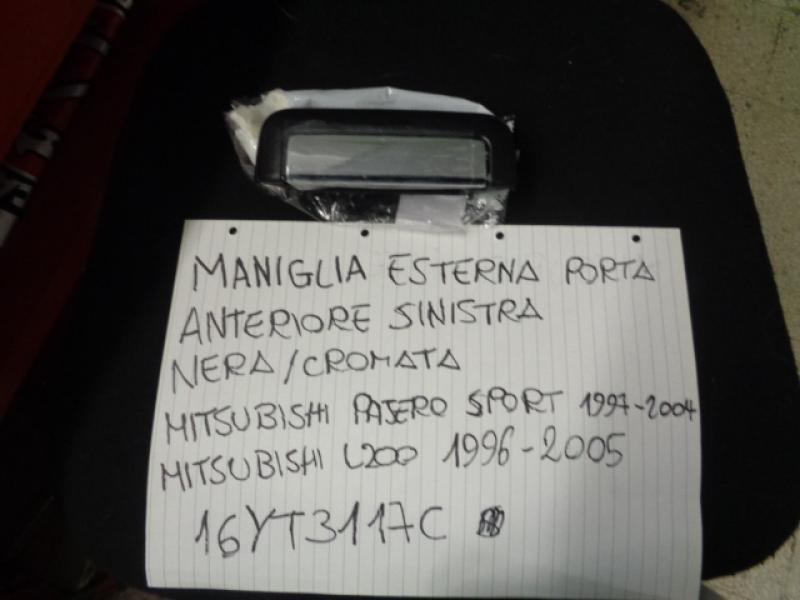 MANIGLIA ESTERNA PORTA
ANTERIORE SINISTRA
NERA/CROMATA
MITSUBISHI PAJERO SPORT 1997-2004
MITSUBISHI L200 1996-2005
16YT3117C